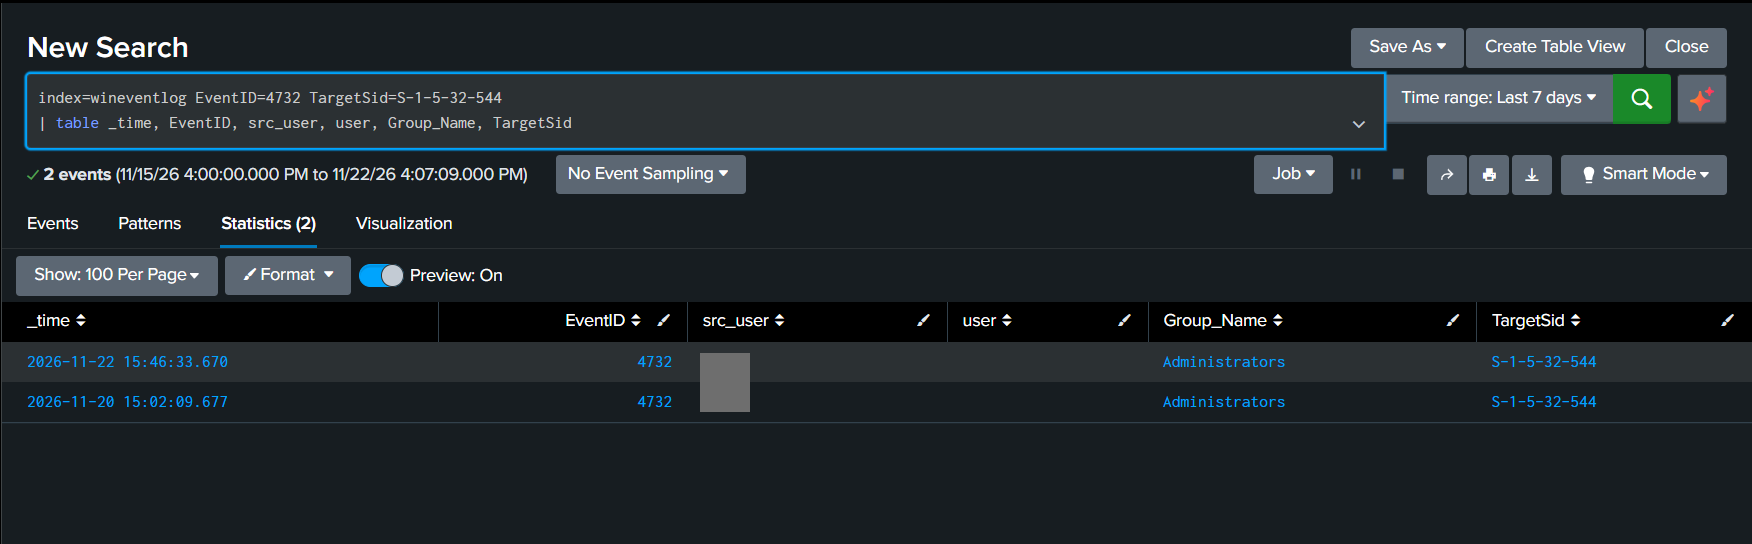 New Search
Save As
Create Table View
Close
index=wineventlog EventID=4732 TargetSid=S-1-5-32-544
| table _time, EventID, src_user, user, Group_Name, TargetSid
Time range: Last 7 days
2 events (11/15/26 4:00:00.000 PM to 11/22/26 4:07:09.000 PM)
No Event Sampling
Job
Smart Mode
Events
Patterns
Statistics (2)
Visualization
Show: 100 Per Page
Format
Preview: On
_time EventID src_user user Group_Name TargetSid
2026-11-22 15:46:33.670 4732 Administrators S-1-5-32-544
2026-11-20 15:02:09.677 4732 Administrators S-1-5-32-544